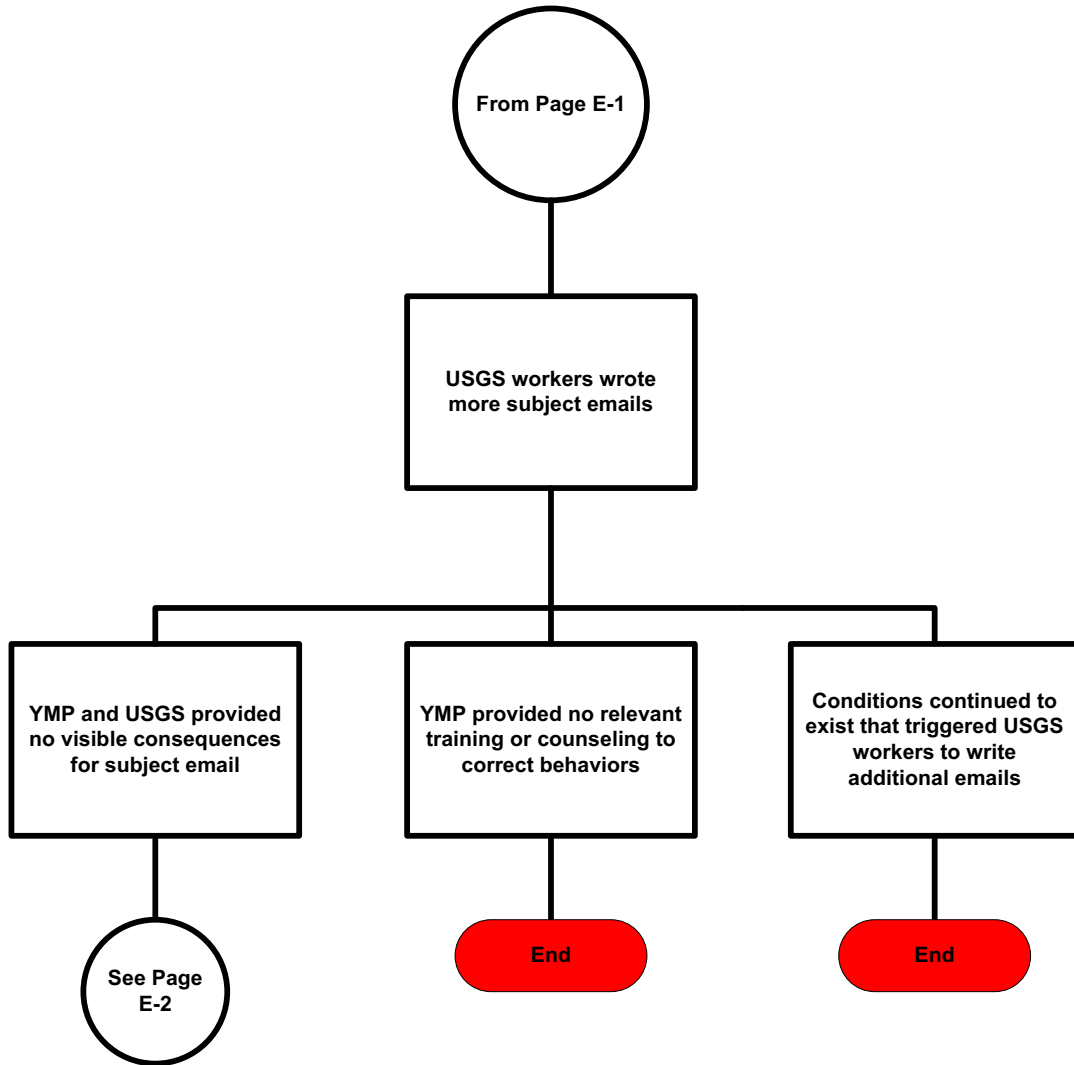 From Page E-1
USGS workers wrote
more subject emails
YMP and USGS provided
no visible consequences
for subject email
YMP provided no relevant
training or counseling to
correct behaviors
Conditions continued to
exist that triggered USGS
workers to write
additional emails
See Page
E-2
End
End